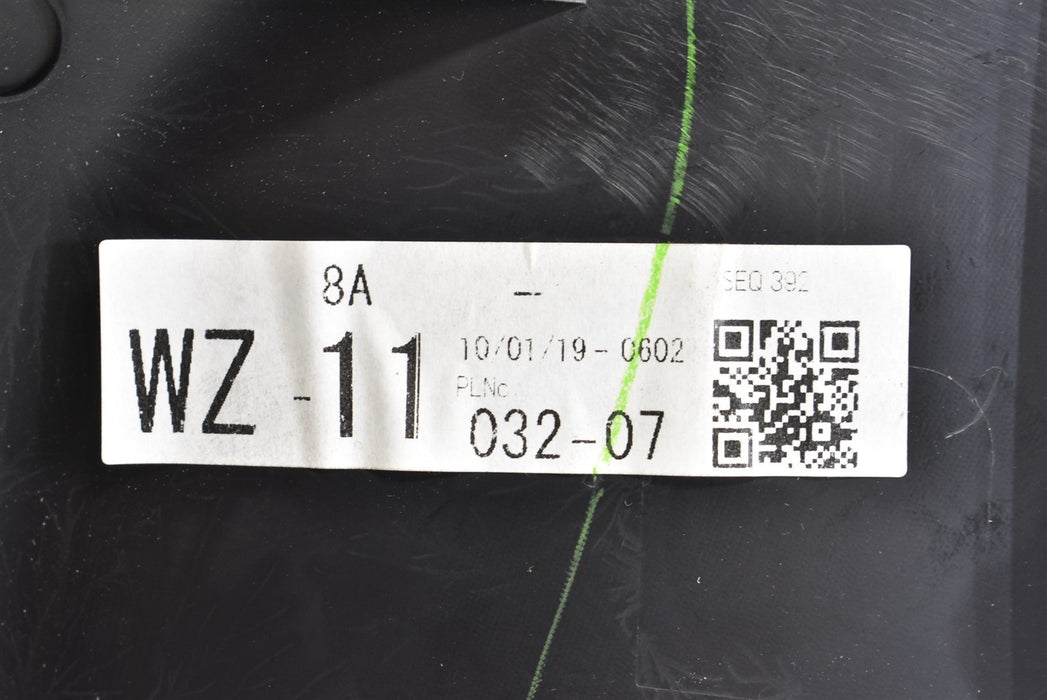 8A --
SEQ 392
WZ -11
10/01/19-0602
PLNo
032-07